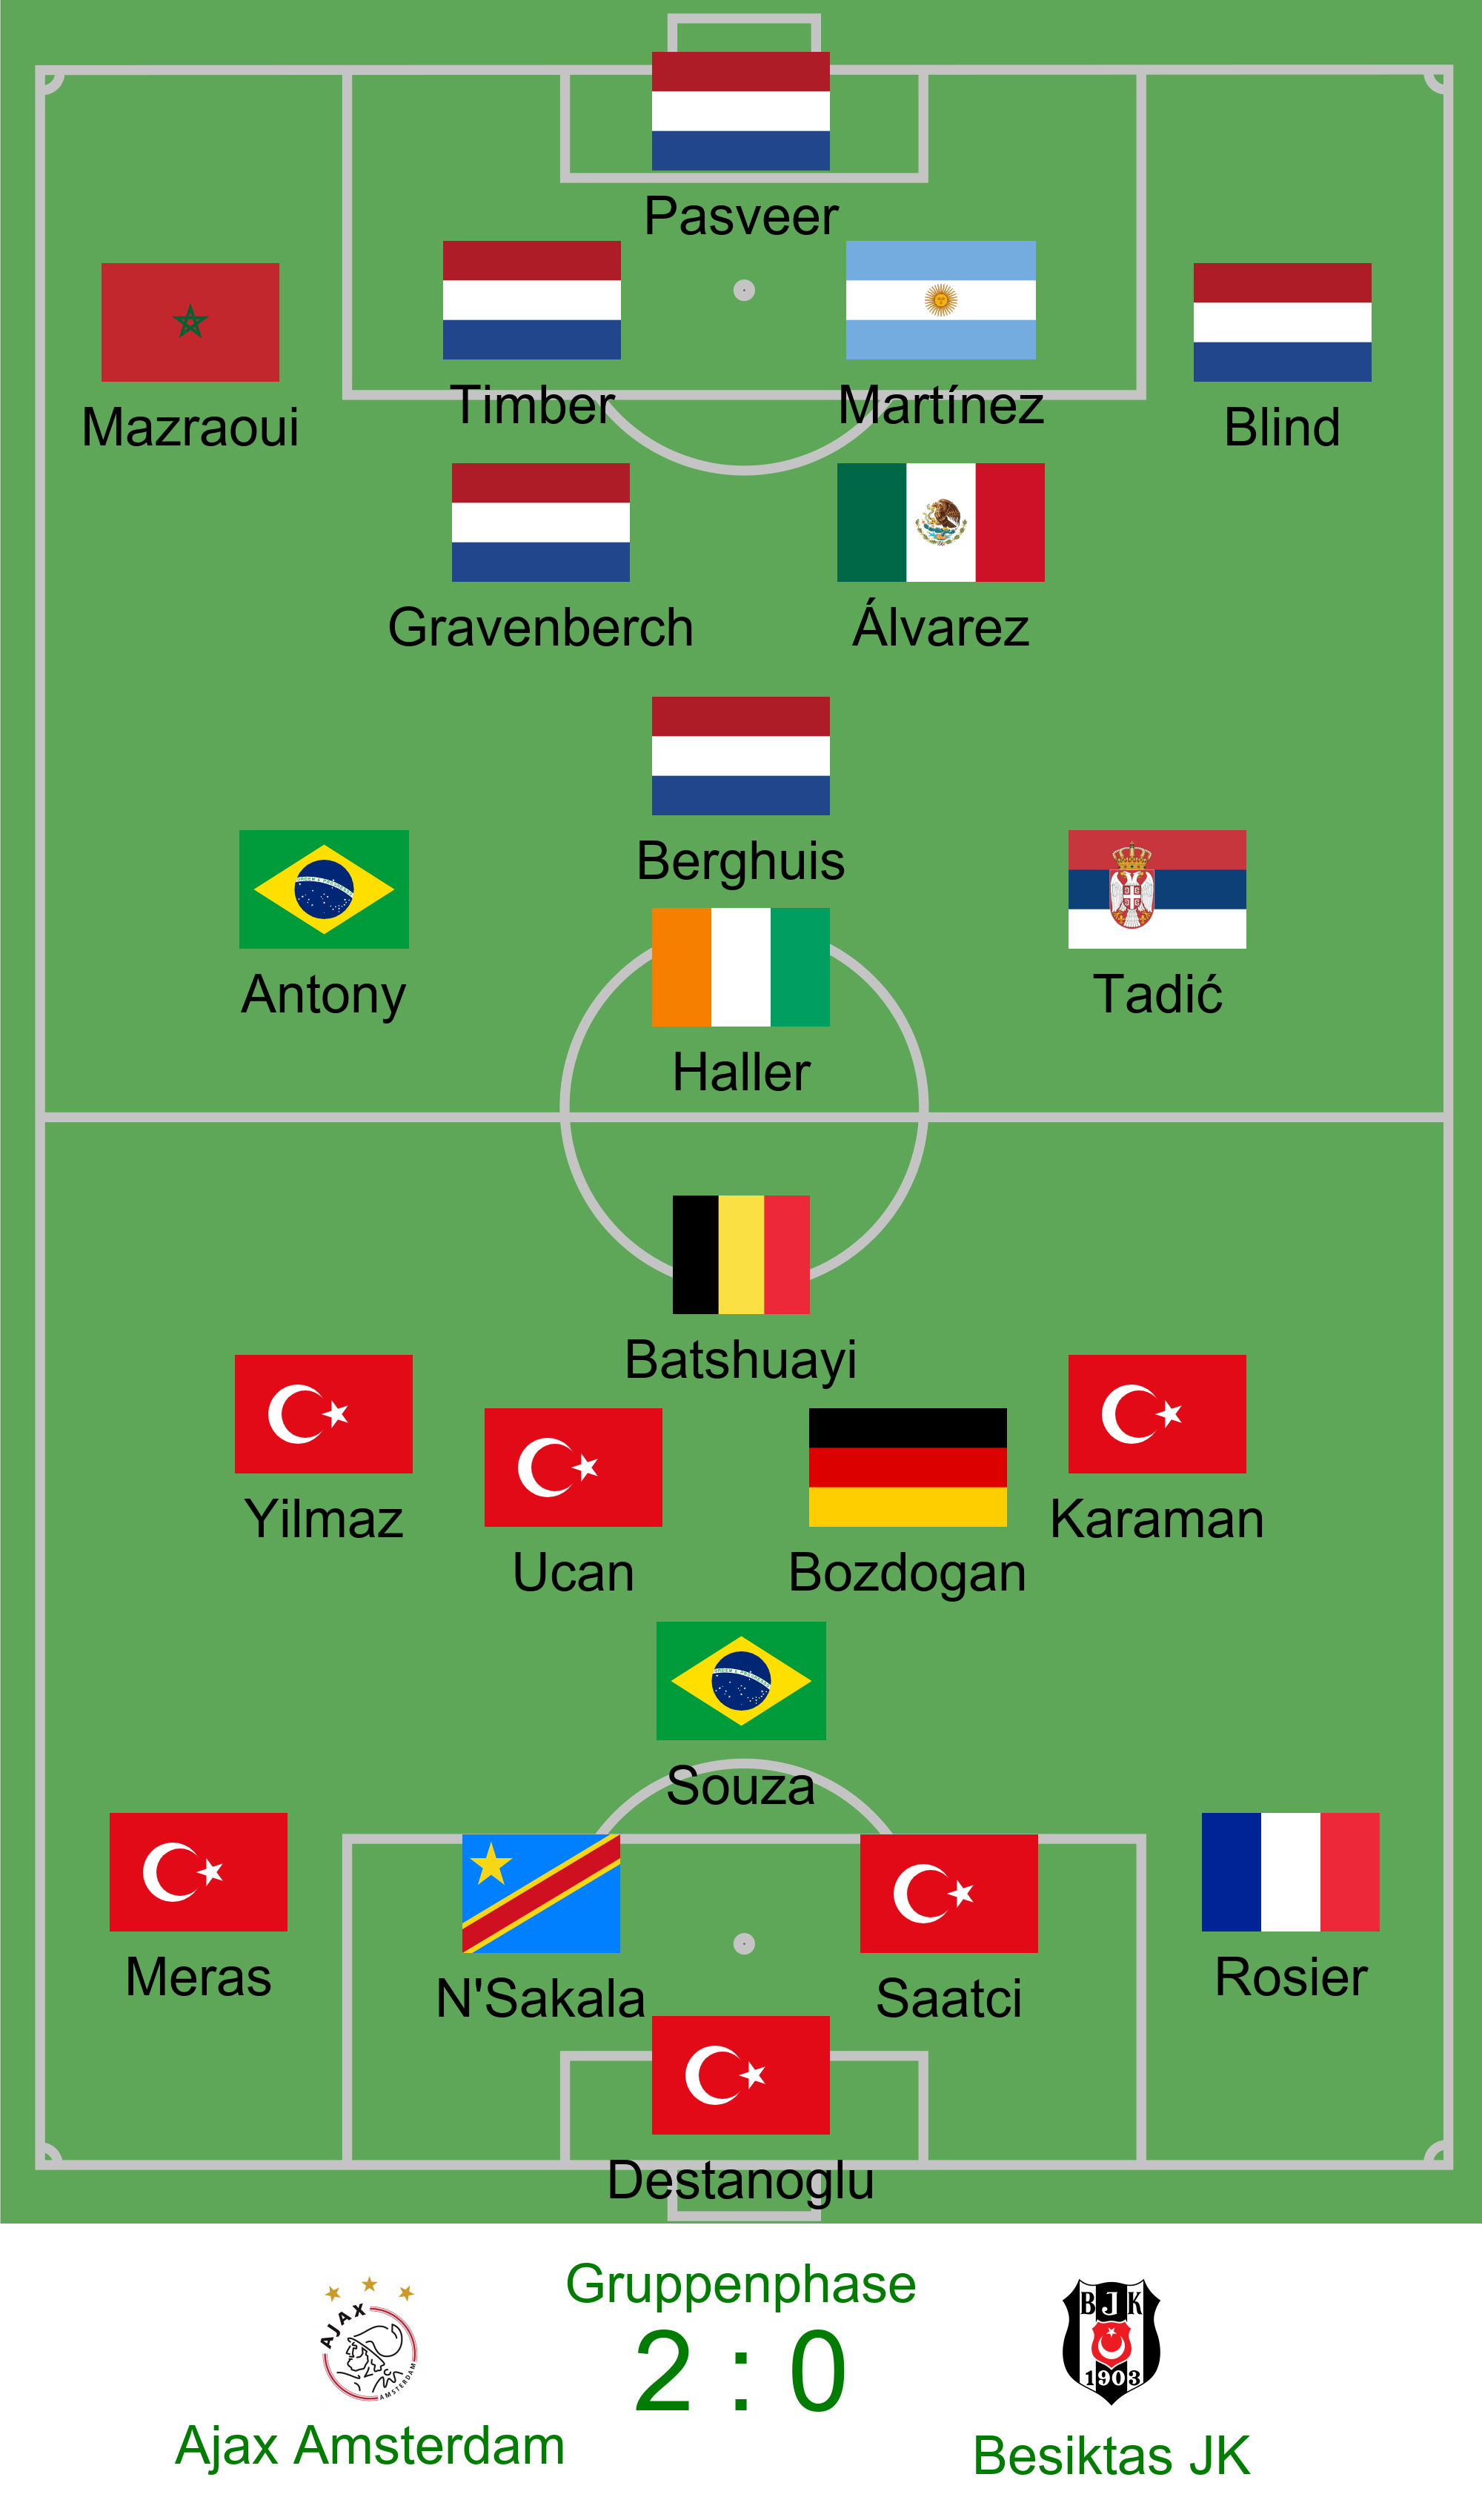 Pasveer
Mazraoui
Timber
Martínez
Blind
Gravenberch
Álvarez
Berghuis
Antony
Tadić
Haller
Batshuayi
Yilmaz
Karaman
Ucan
Bozdogan
Souza
Meras
N'Sakala
Saatci
Rosier
Destanoglu
Gruppenphase
2 : 0
AJAX
AMSTERDAM
Ajax Amsterdam
BJK
1903
Besiktas JK